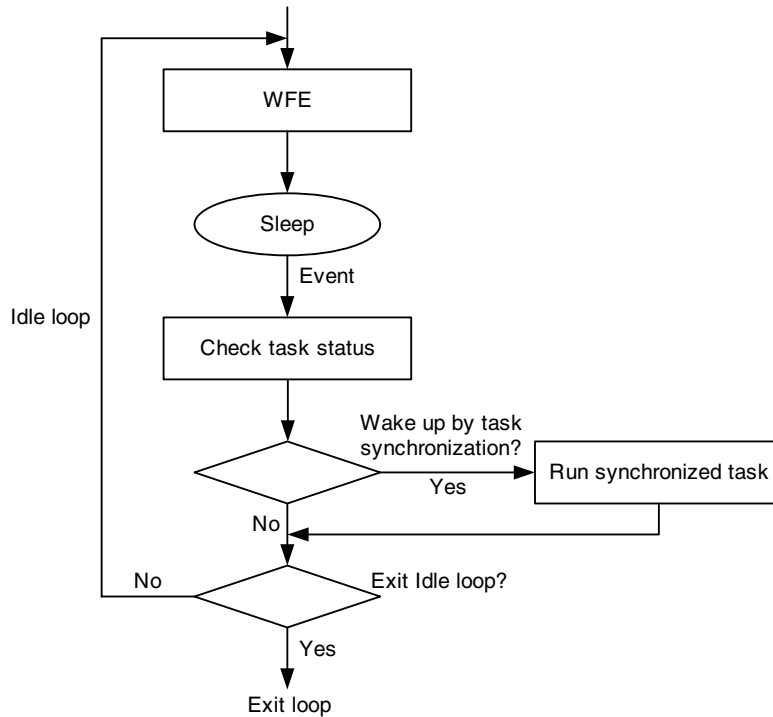 WFE
Sleep
Event
Idle loop
Check task status
Wake up by task
synchronization?
Yes
Run synchronized task
No
No
Exit Idle loop?
Yes
Exit loop